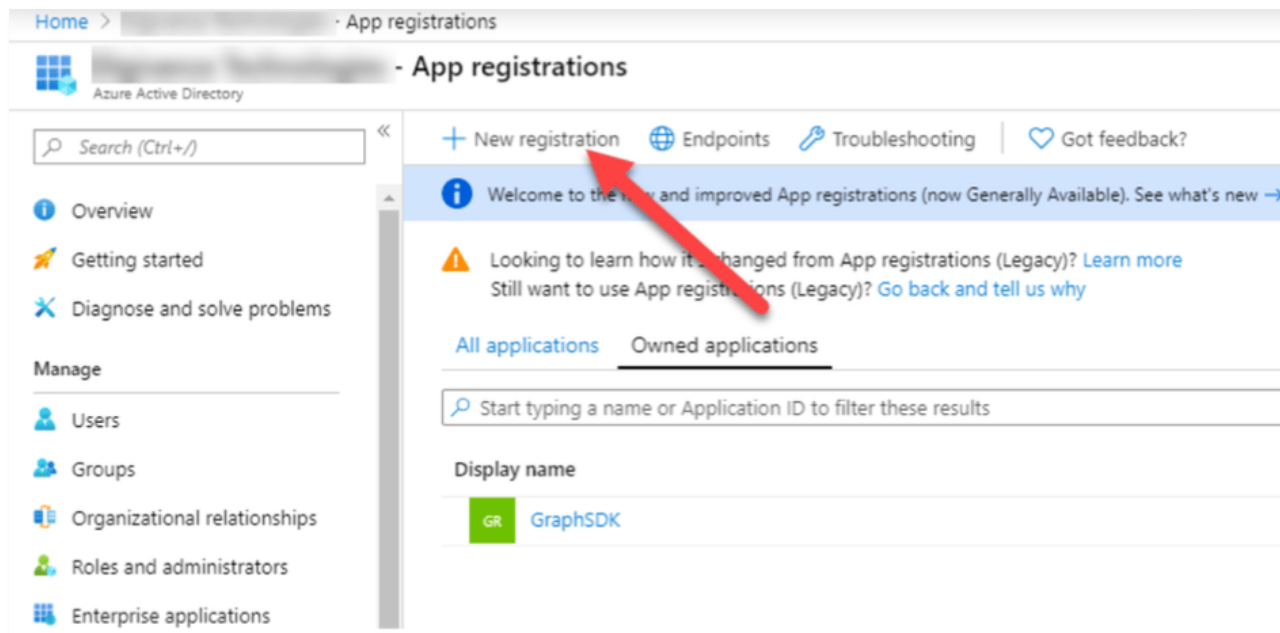 Home > · App registrations
- App registrations
Azure Active Directory
Search (Ctrl+/)
«
Overview
Getting started
Diagnose and solve problems
Manage
Users
Groups
Organizational relationships
Roles and administrators
Enterprise applications
+ New registration Endpoints Troubleshooting Got feedback?
Welcome to the and improved App registrations (now Generally Available). See what's new →
Looking to learn how it changed from App registrations (Legacy)? Learn more
Still want to use App registrations (Legacy)? Go back and tell us why
All applications Owned applications
Start typing a name or Application ID to filter these results
Display name
GR GraphSDK